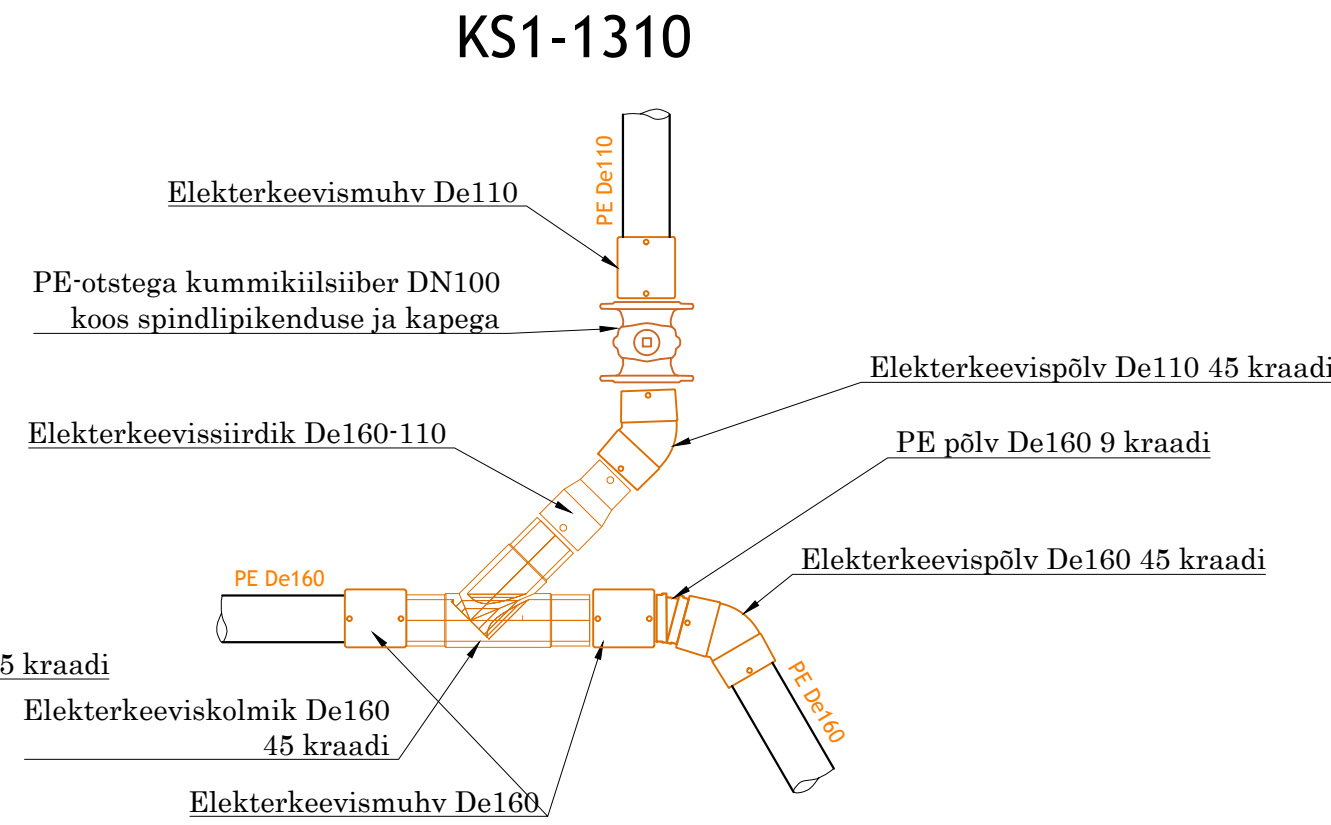 KS1-1310
PE De110
Elekterkeevismuhv De110
PE-otstega kummikiilsiiber DN100
koos spindlipikenduse ja kapega
Elekterkeevispõlv De110 45 kraadi
Elekterkeevissiirdik De160-110
PE põlv De160 9 kraadi
Elekterkeevispõlv De160 45 kraadi
PE De160
5 kraadi
PE De160
Elekterkeeviskolmik De160
45 kraadi
Elekterkeevismuhv De160